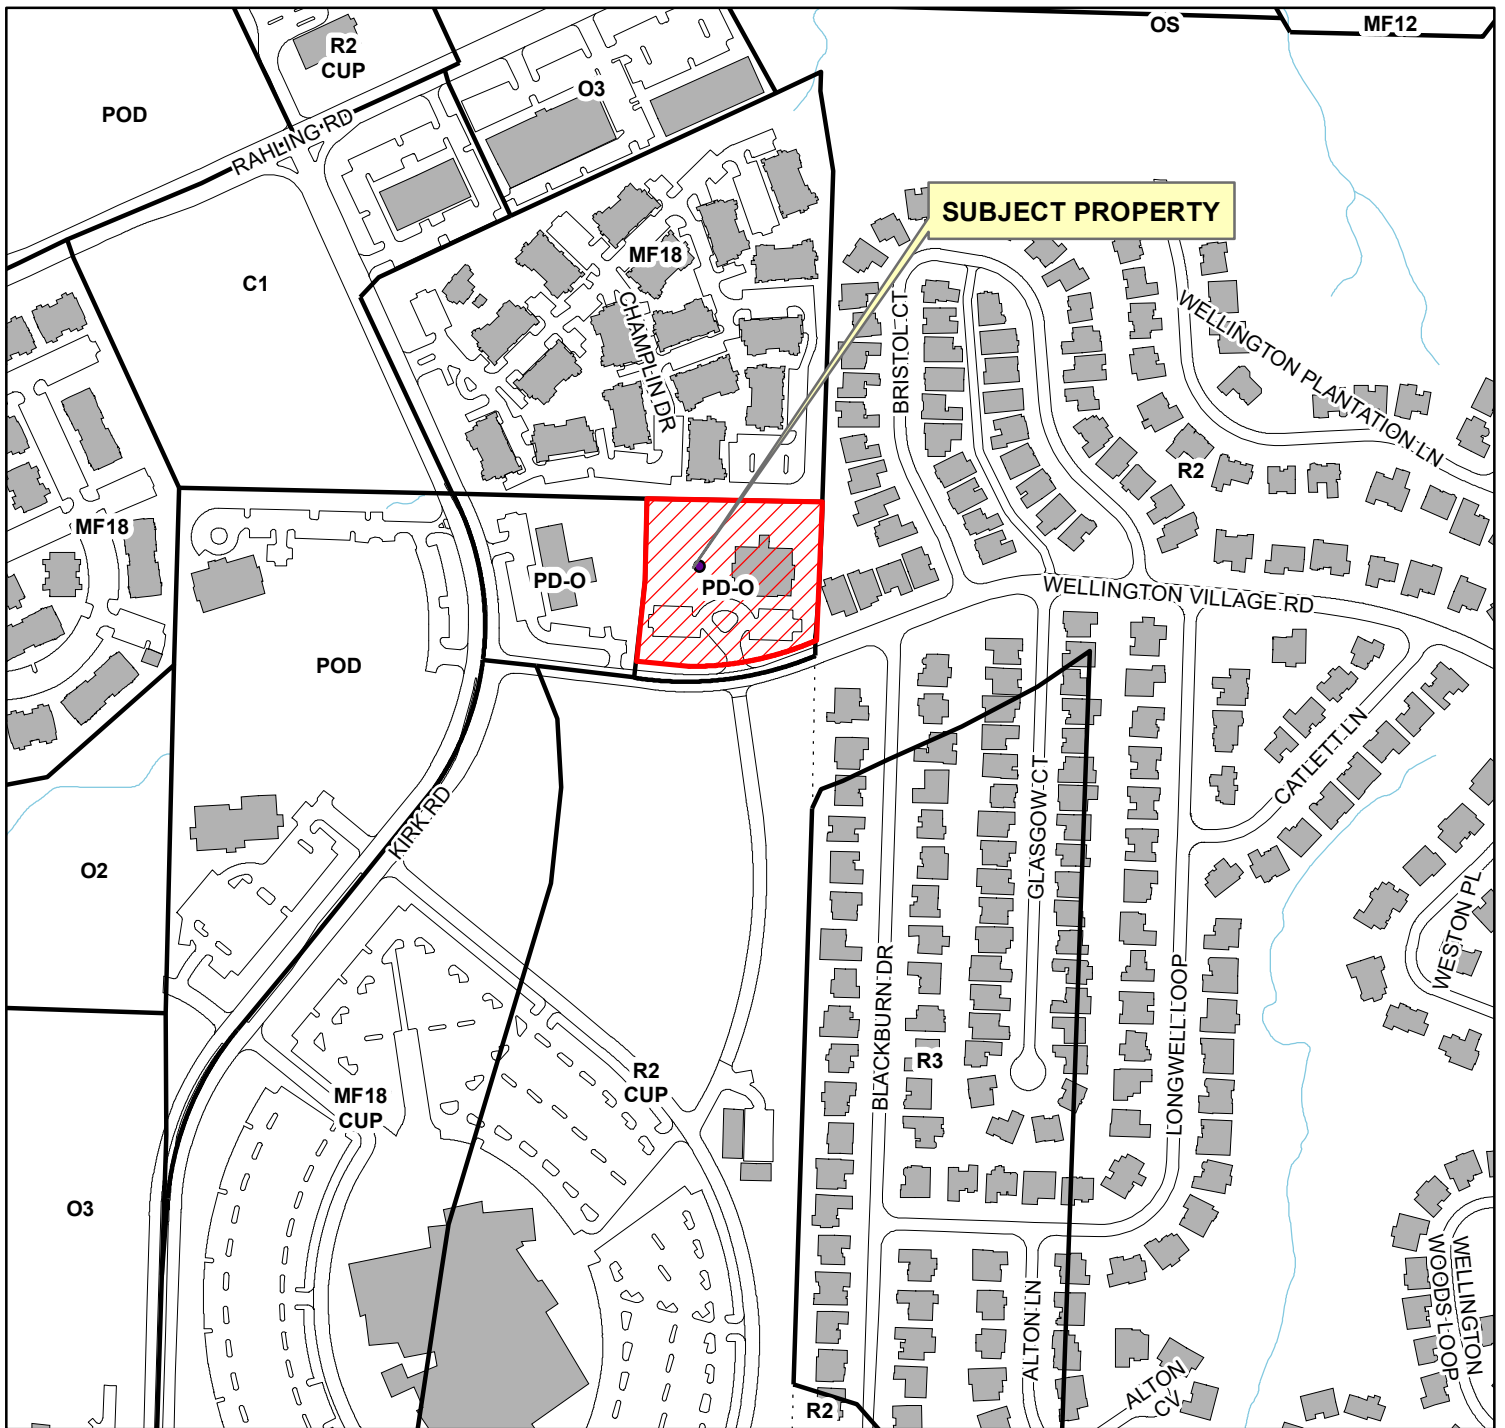 OS
MF12
R2
CUP
O3
POD
RAHLING RD
SUBJECT PROPERTY
MF18
C1
CHAMPLIN DR
BRISTOL CT
WELLINGTON PLANTATION LN
R2
MF18
PD-O
PD-O
WELLINGTON VILLAGE RD
POD
CATLETT LN
GLASGOW CT
KIRK RD
O2
WESTON PL
BLACKBURN DR
LONGWELL LOOP
R3
R2
CUP
MF18
CUP
O3
WELLINGTON
WOODS LOOP
ALTON LN
ALTON
CV
R2